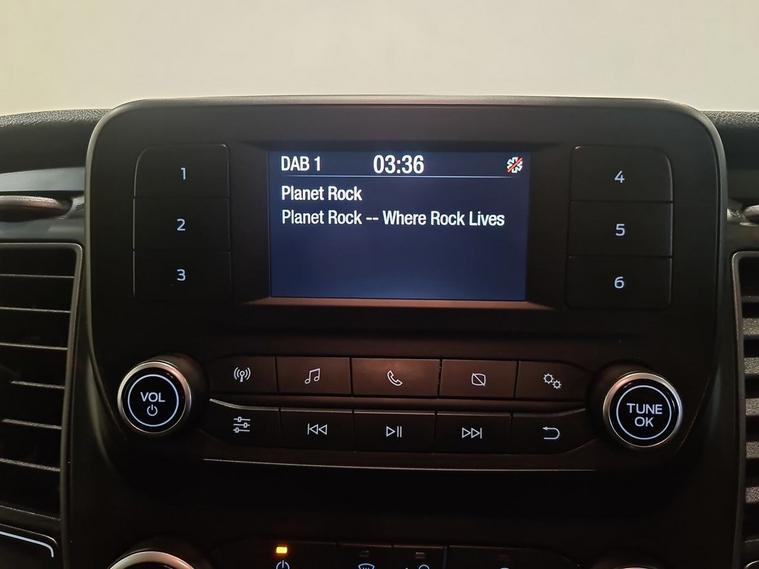 DAB 1 03:36
Planet Rock
Planet Rock -- Where Rock Lives
1
2
3
4
5
6
VOL
TUNE
OK